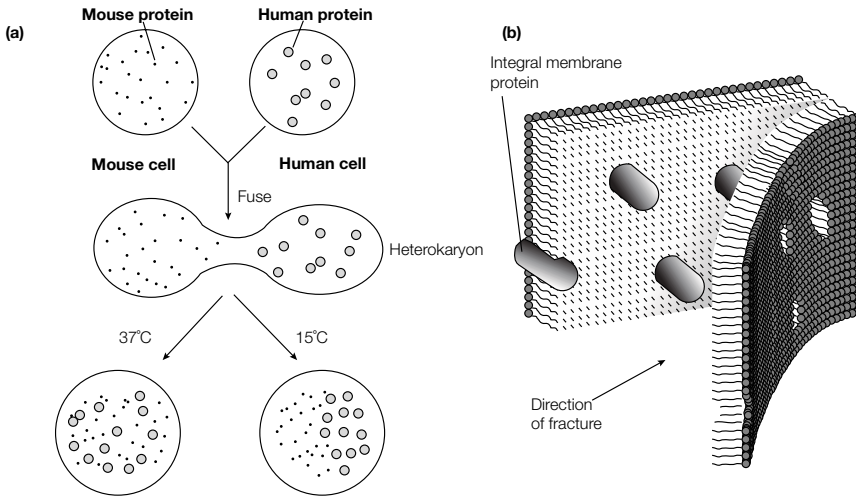 (a)
Mouse protein
Human protein
Mouse cell
Human cell
Fuse
Heterokaryon
37°C
15°C
(b)
Integral membrane
protein
Direction
of fracture